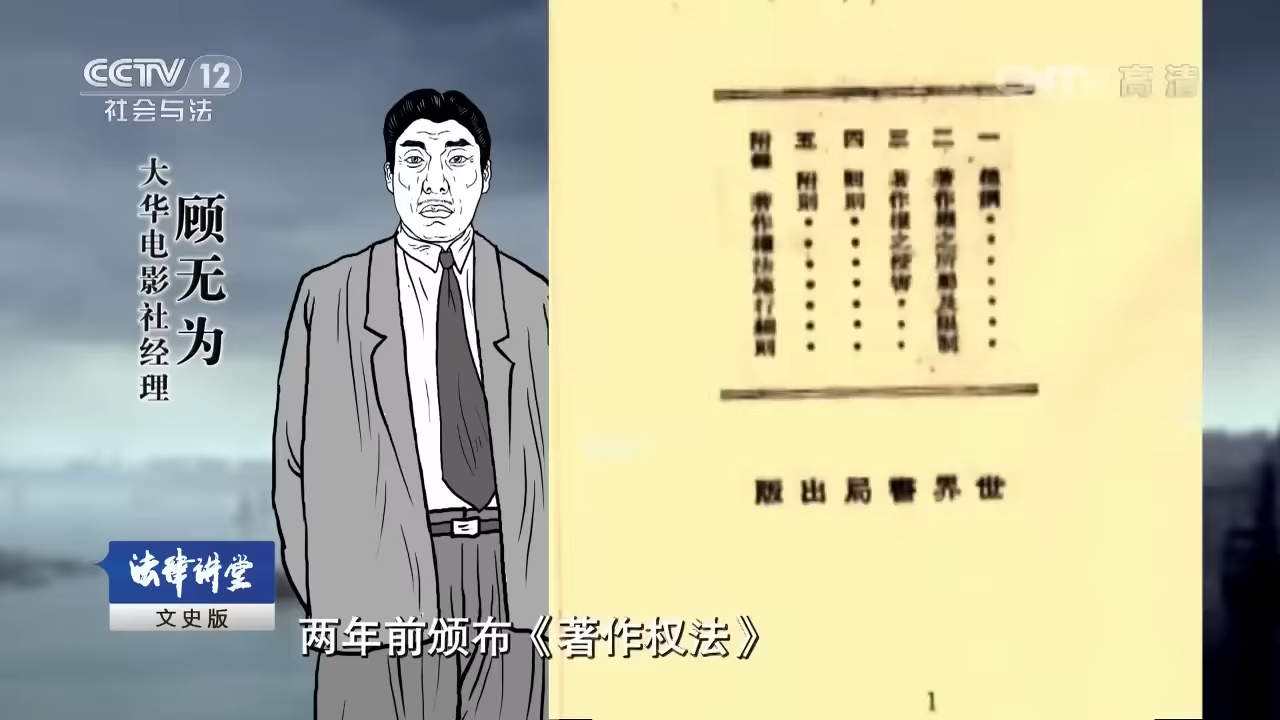 CCTV 12
社会与法
高清
顾无为
大华电影社经理
一 總綱
二 著作權之所屬及限制
三 著作權之侵害
四 罰則
五 附則
附錄 著作權法施行細則
世界書局出版
法律讲堂
文史版
两年前颁布《著作权法》
1